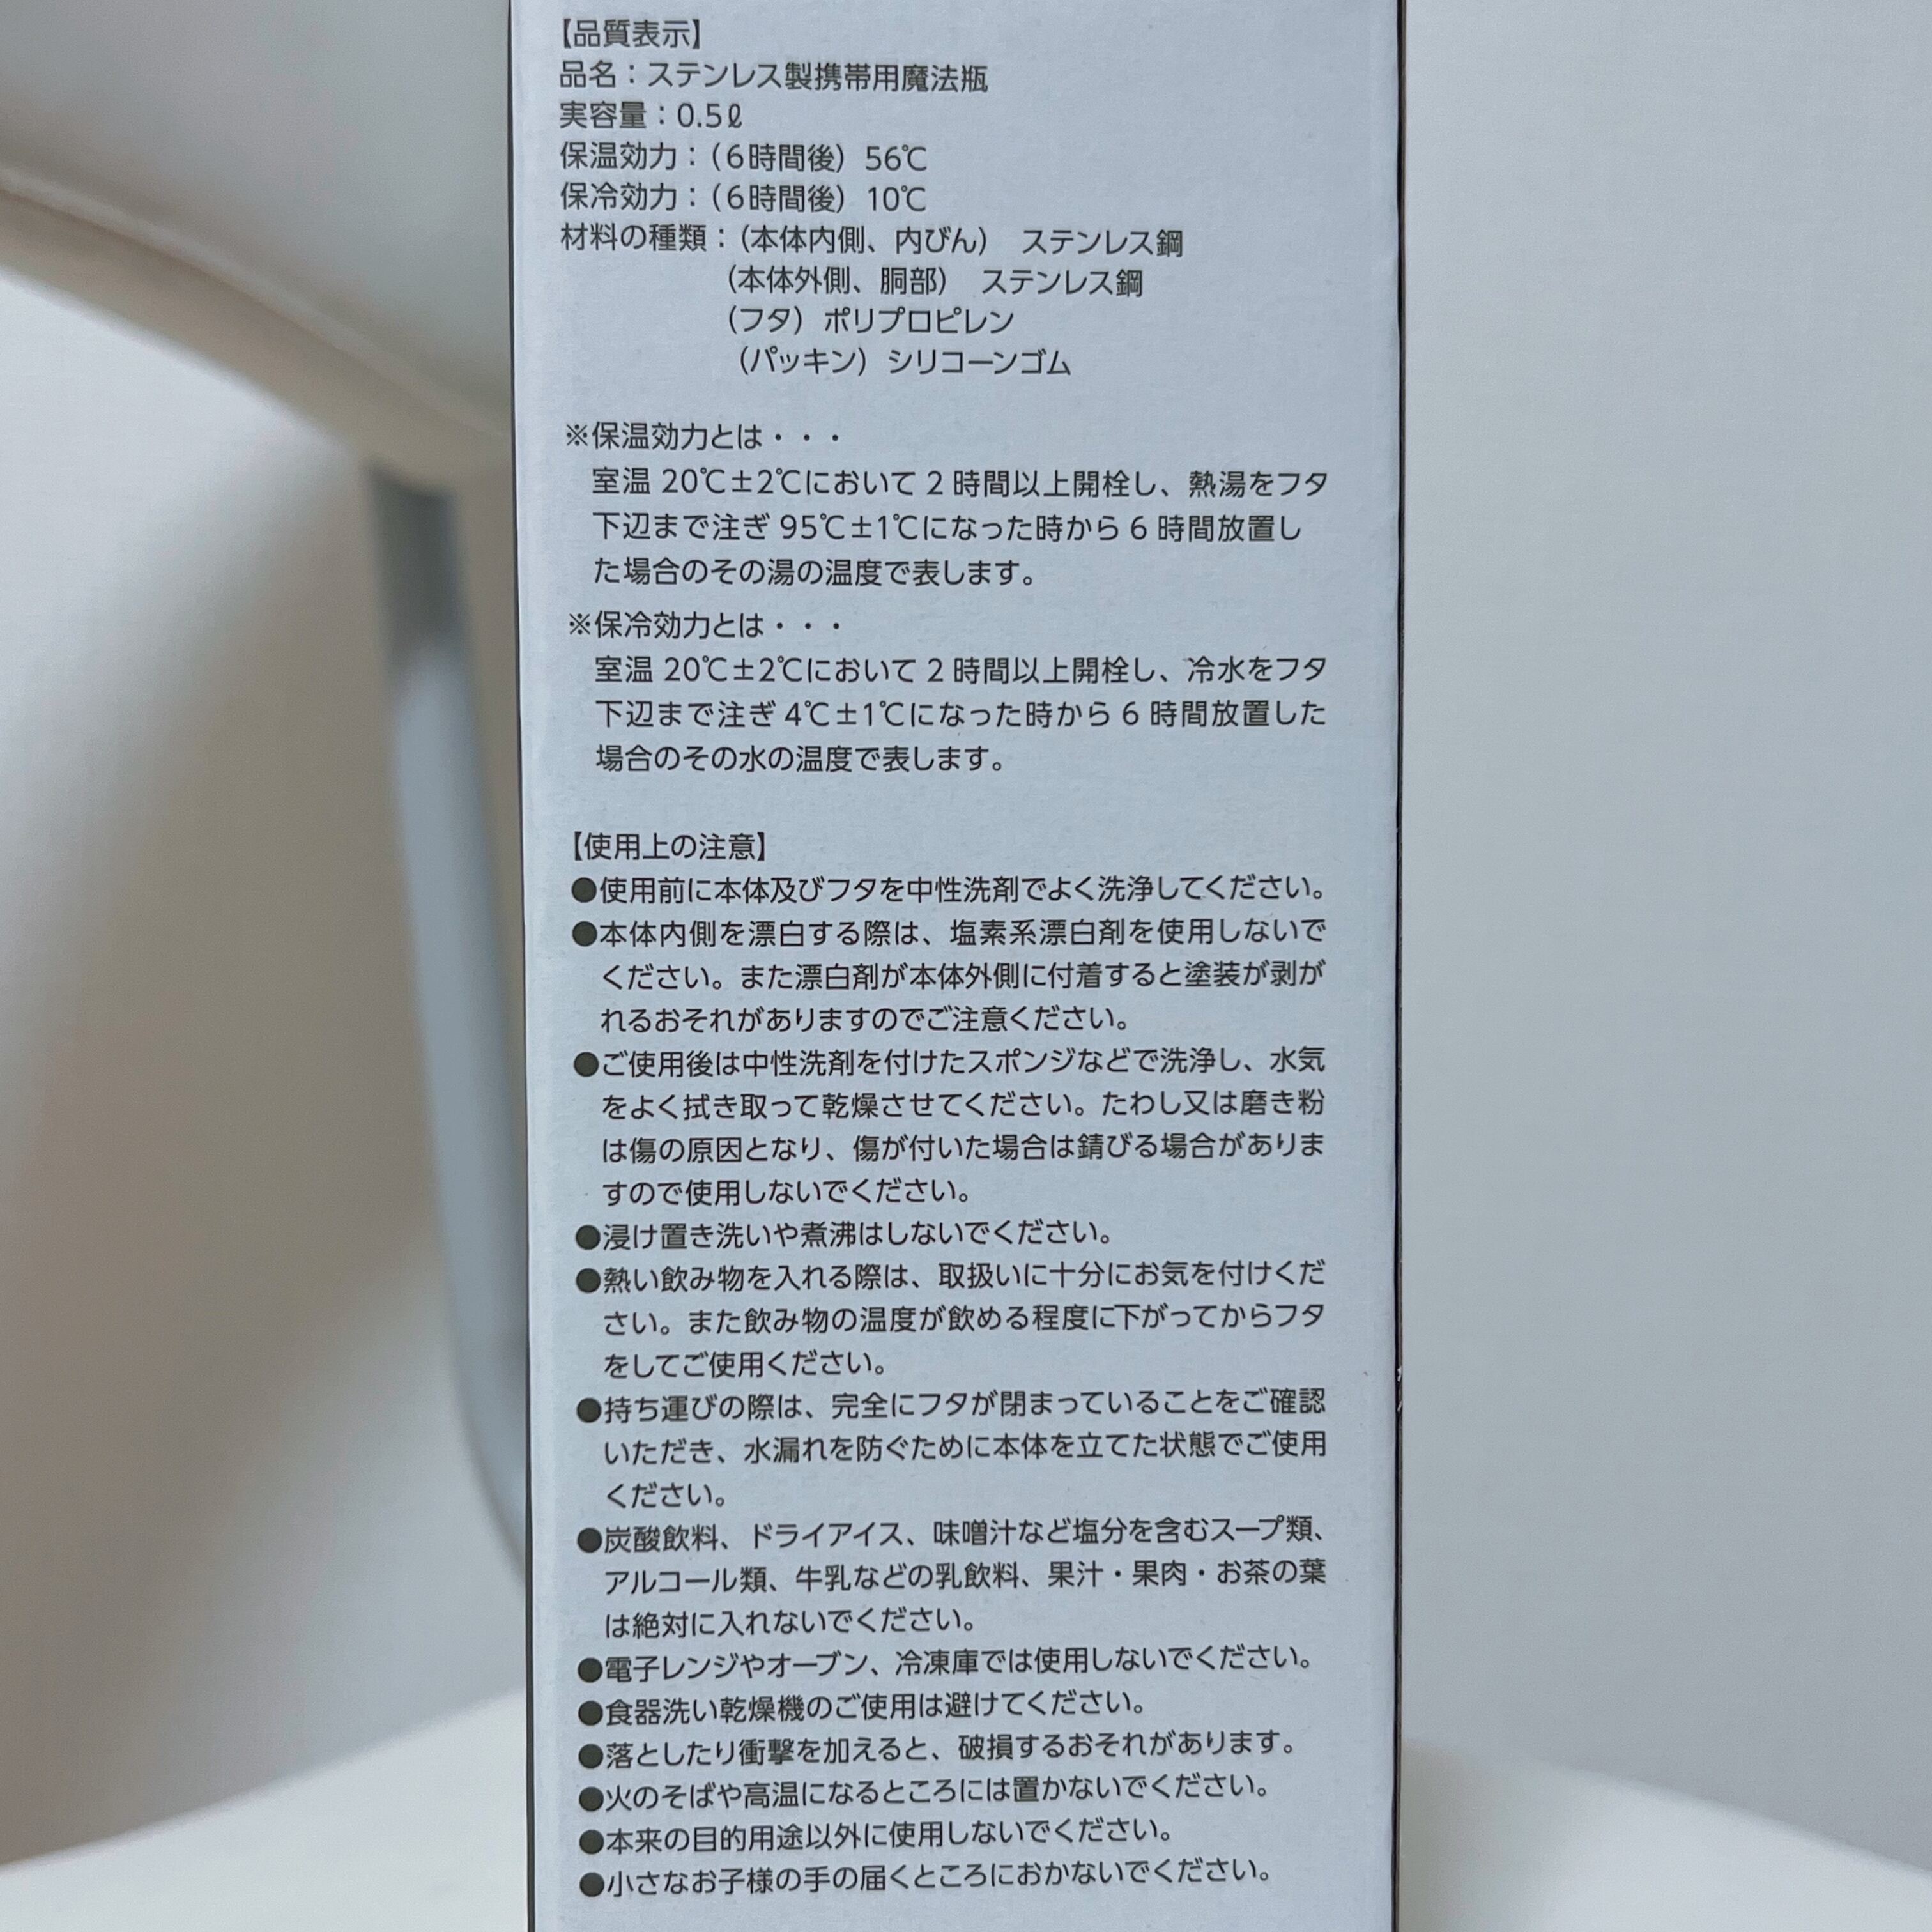 【品質表示】
品名：ステンレス製携帯用魔法瓶
実容量：0.5ℓ
保温効力：（6時間後）56℃
保冷効力：（6時間後）10℃
材料の種類：（本体内側、内びん）　ステンレス鋼
（本体外側、胴部）　ステンレス鋼
（フタ）ポリプロピレン
（パッキン）シリコーンゴム
※保温効力とは・・・
室温 20℃±2℃において 2 時間以上開栓し、熱湯をフタ
下辺まで注ぎ 95℃±1℃になった時から 6 時間放置し
た場合のその湯の温度で表します。
※保冷効力とは・・・
室温 20℃±2℃において 2 時間以上開栓し、冷水をフタ
下辺まで注ぎ 4℃±1℃になった時から 6 時間放置した
場合のその水の温度で表します。
【使用上の注意】
●使用前に本体及びフタを中性洗剤でよく洗浄してください。
●本体内側を漂白する際は、塩素系漂白剤を使用しないで
ください。また漂白剤が本体外側に付着すると塗装が剥が
れるおそれがありますのでご注意ください。
●ご使用後は中性洗剤を付けたスポンジなどで洗浄し、水気
をよく拭き取って乾燥させてください。たわし又は磨き粉
は傷の原因となり、傷が付いた場合は錆びる場合がありま
すので使用しないでください。
●浸け置き洗いや煮沸はしないでください。
●熱い飲み物を入れる際は、取扱いに十分にお気を付けくだ
さい。また飲み物の温度が飲める程度に下がってからフタ
をしてご使用ください。
●持ち運びの際は、完全にフタが閉まっていることをご確認
いただき、水漏れを防ぐために本体を立てた状態でご使用
ください。
●炭酸飲料、ドライアイス、味噌汁など塩分を含むスープ類、
アルコール類、牛乳などの乳飲料、果汁・果肉・お茶の葉
は絶対に入れないでください。
●電子レンジやオーブン、冷凍庫では使用しないでください。
●食器洗い乾燥機のご使用は避けてください。
●落としたり衝撃を加えると、破損するおそれがあります。
●火のそばや高温になるところには置かないでください。
●本来の目的用途以外に使用しないでください。
●小さなお子様の手の届くところにおかないでください。